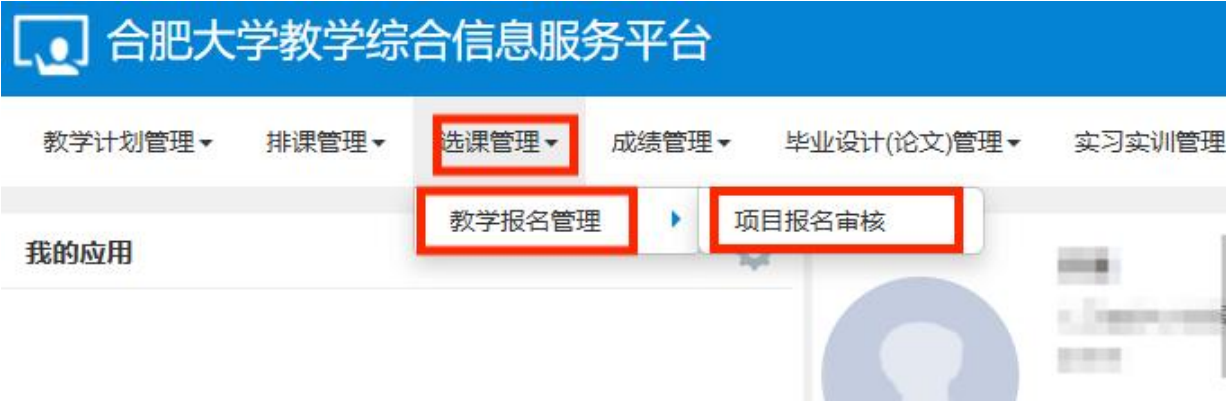 合肥大学教学综合信息服务平台
教学计划管理 排课管理 选课管理 成绩管理 毕业设计(论文)管理 实习实训管理
教学报名管理 项目报名审核
我的应用